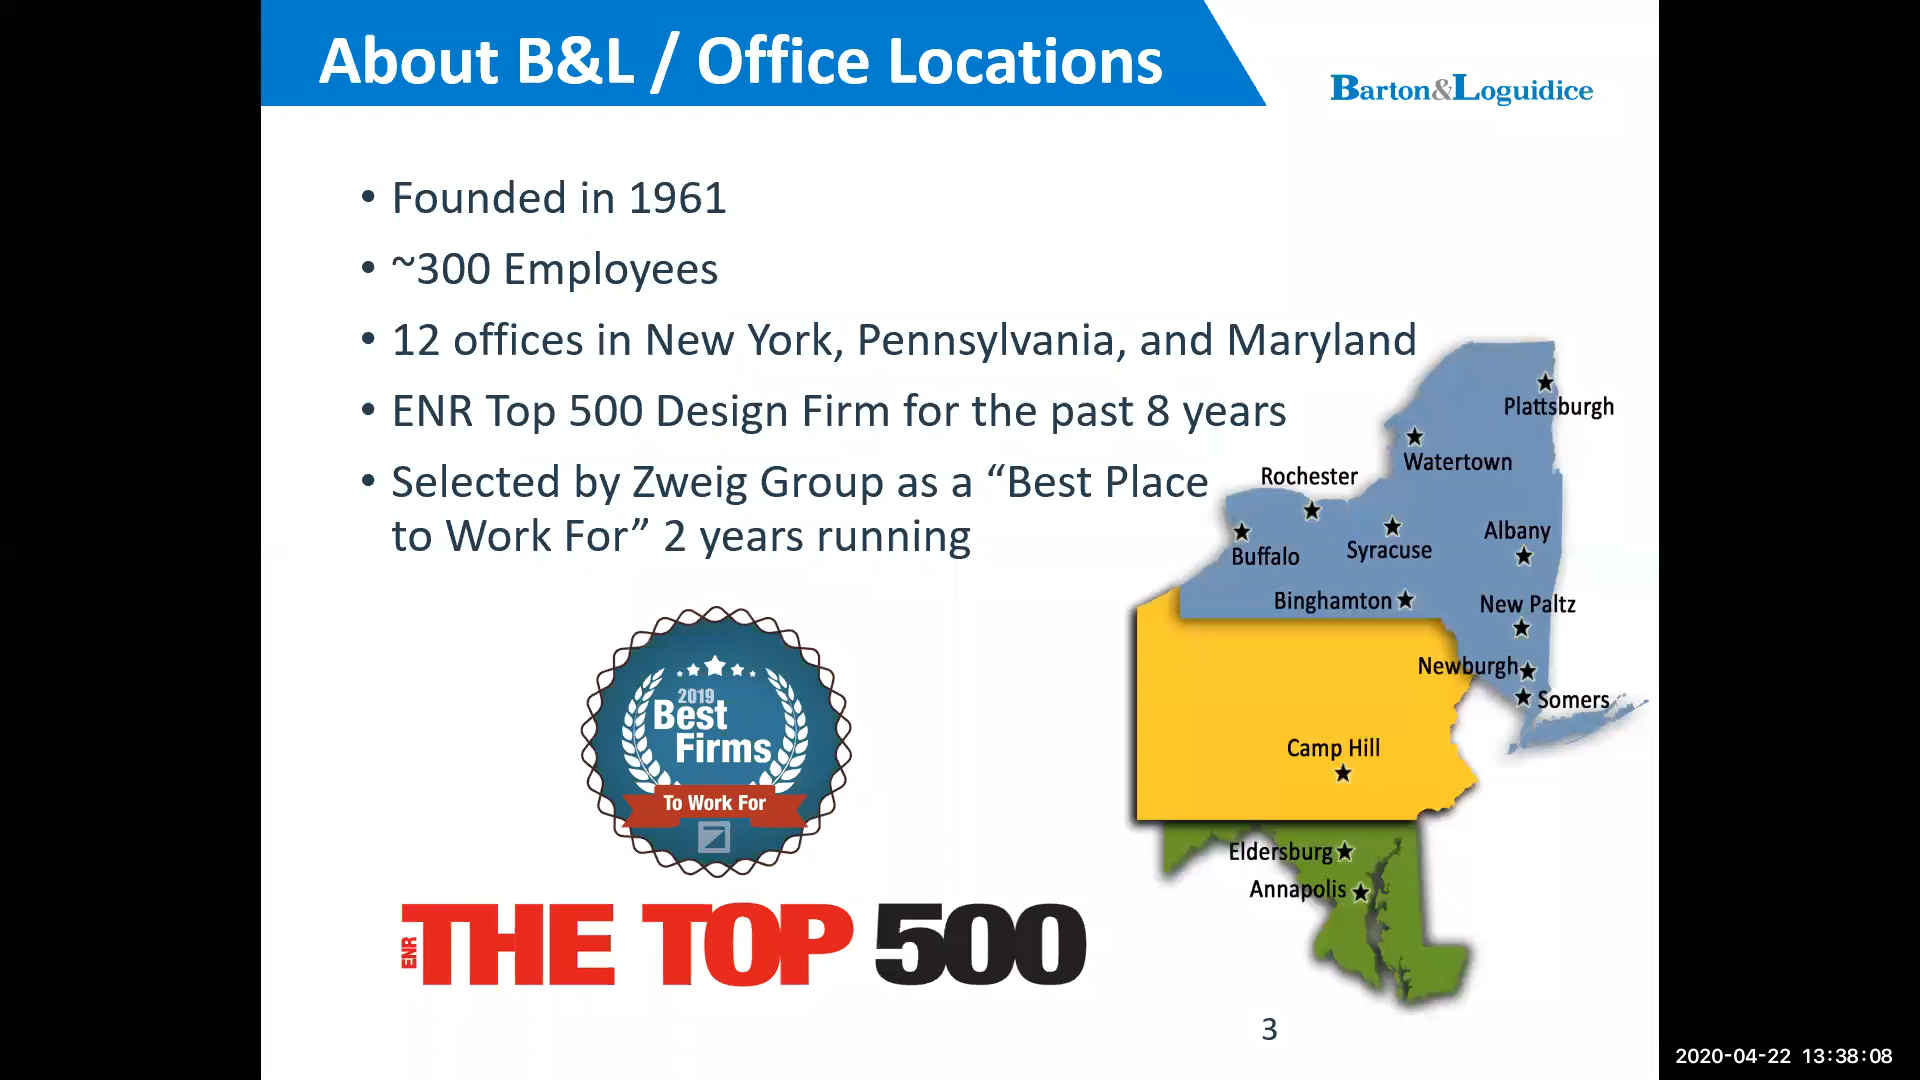 About B&L / Office Locations
Barton&Loguidice
• Founded in 1961
• ~300 Employees
• 12 offices in New York, Pennsylvania, and Maryland
• ENR Top 500 Design Firm for the past 8 years
• Selected by Zweig Group as a “Best Place
to Work For” 2 years running
Plattsburgh
Watertown
Rochester
Albany
Buffalo
Syracuse
Binghamton
New Paltz
Newburgh
Somers
Camp Hill
Eldersburg
Annapolis
2019
Best
Firms
To Work For
ENR THE TOP 500
3
2020-04-22 13:38:08